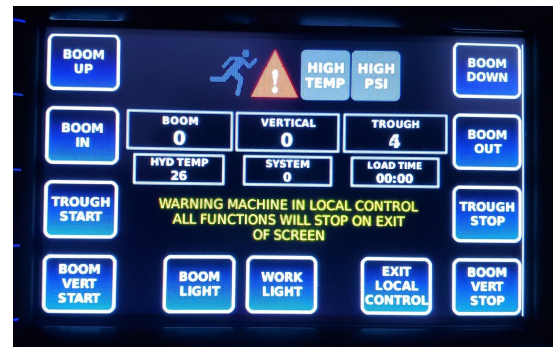 BOOM
UP
HIGH
TEMP
HIGH
PSI
BOOM
DOWN
BOOM
IN
BOOM
0
VERTICAL
0
TROUGH
4
BOOM
OUT
HYD TEMP
26
SYSTEM
0
LOAD TIME
00:00
TROUGH
START
WARNING MACHINE IN LOCAL CONTROL
ALL FUNCTIONS WILL STOP ON EXIT
OF SCREEN
TROUGH
STOP
BOOM
VERT
START
BOOM
LIGHT
WORK
LIGHT
EXIT
LOCAL
CONTROL
BOOM
VERT
STOP